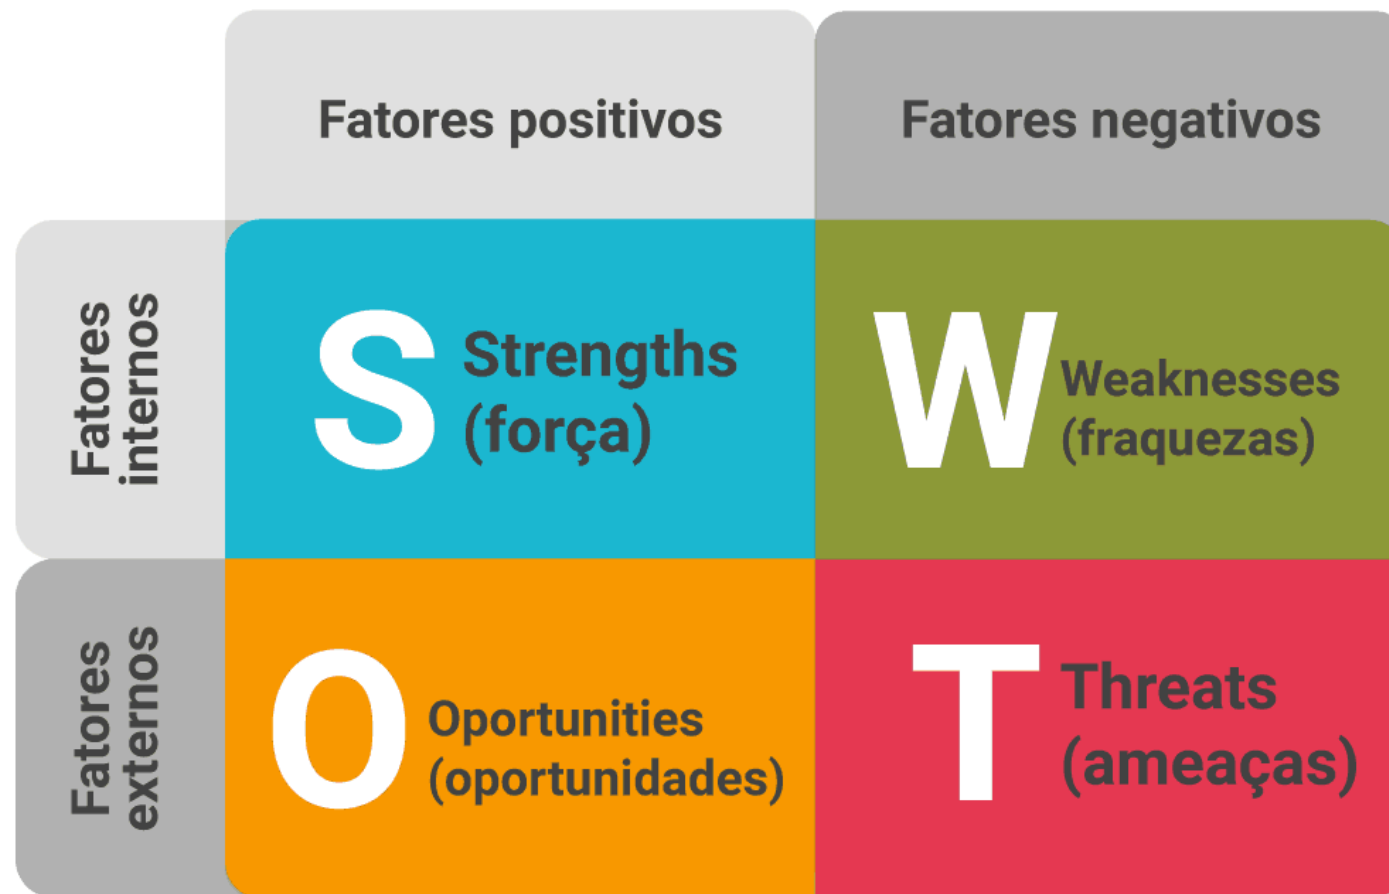 Fatores positivos
Fatores negativos
Fatores
internos
S
Strengths
(força)
W
Weaknesses
(fraquezas)
Fatores
externos
O
Oportunities
(oportunidades)
T
Threats
(ameaças)